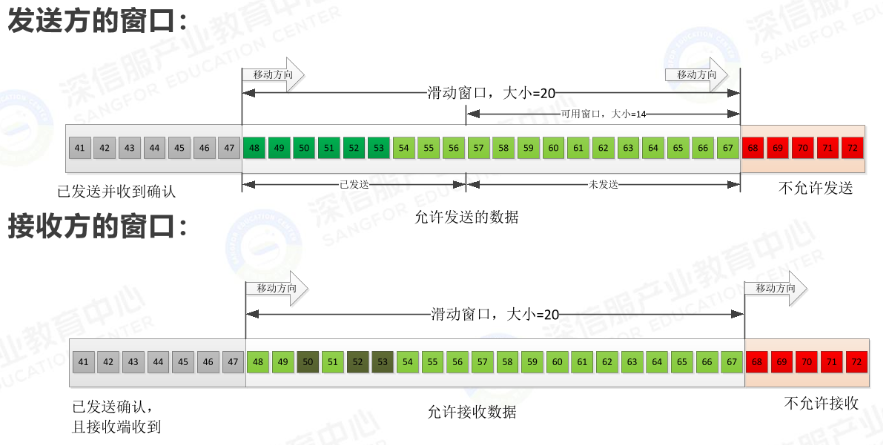 发送方的窗口：
移动方向 移动方向
滑动窗口，大小=20
可用窗口，大小=14
41 42 43 44 45 46 47 48 49 50 51 52 53 54 55 56 57 58 59 60 61 62 63 64 65 66 67 68 69 70 71 72
已发送并收到确认 已发送 未发送 不允许发送
允许发送的数据
接收方的窗口：
移动方向 移动方向
滑动窗口，大小=20
41 42 43 44 45 46 47 48 49 50 51 52 53 54 55 56 57 58 59 60 61 62 63 64 65 66 67 68 69 70 71 72
已发送确认， 允许接收数据 不允许接收
且接收端收到
深信服产业教育中心
SANGFOR EDUCATION CENTER